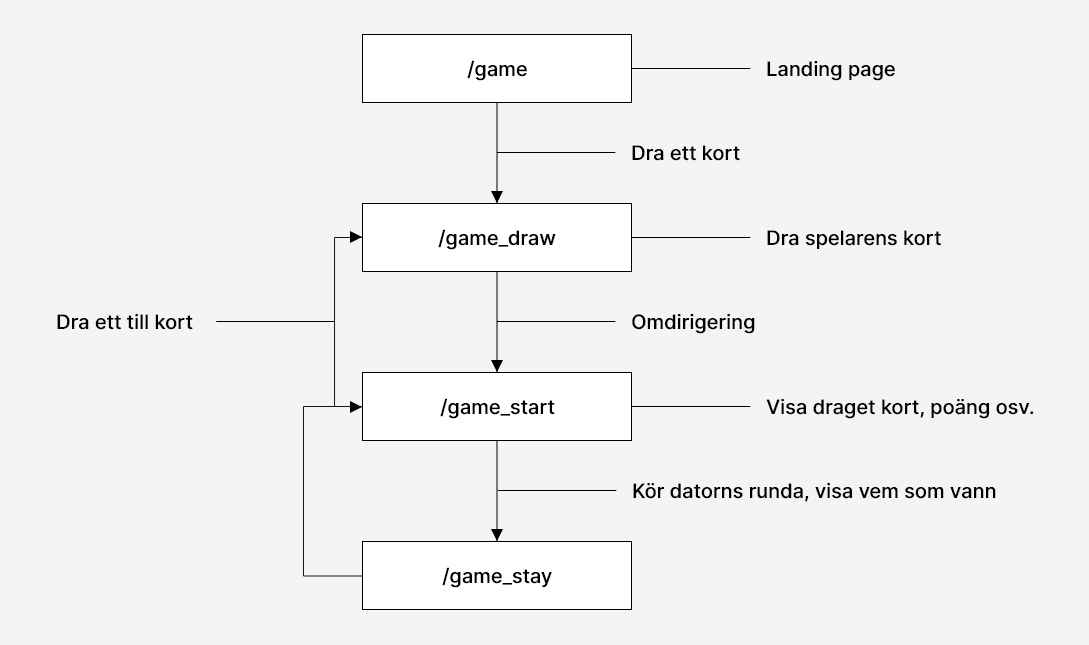 /game
Landing page
Dra ett kort
/game_draw
Dra spelarens kort
Dra ett till kort
Omdirigering
/game_start
Visa draget kort, poäng osv.
Kör datorns runda, visa vem som vann
/game_stay